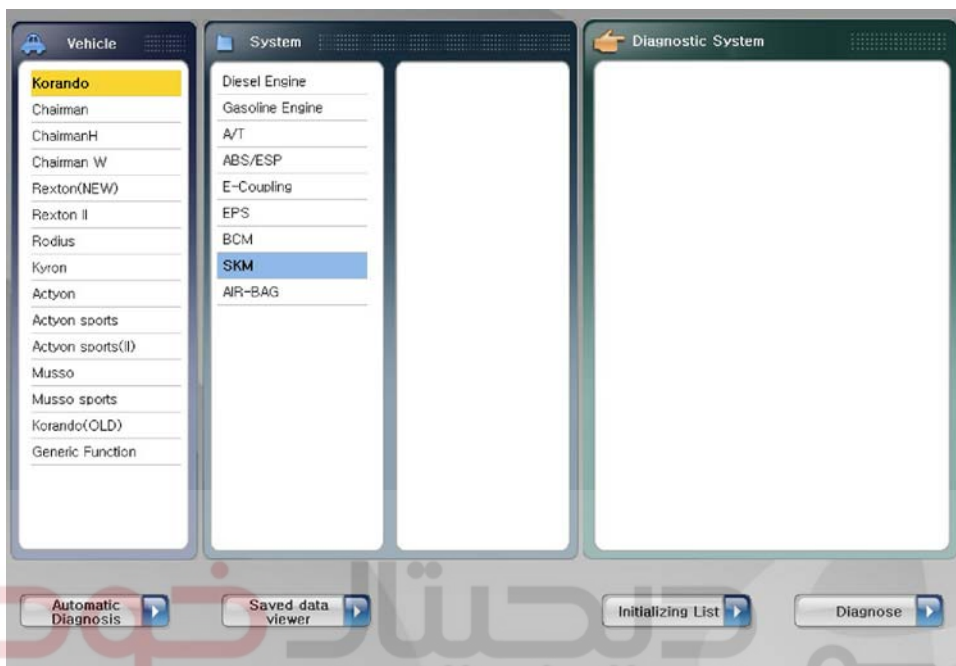 Vehicle
Korando
Chairman
ChairmanH
Chairman W
Rexton(NEW)
Rexton II
Rodius
Kyron
Actyon
Actyon sports
Actyon sports(II)
Musso
Musso sports
Korando(OLD)
Generic Function
System
Diesel Engine
Gasoline Engine
A/T
ABS/ESP
E-Coupling
EPS
BCM
SKM
AIR-BAG
Diagnostic System
Automatic
Diagnosis
Saved data
viewer
Initializing List
Diagnose